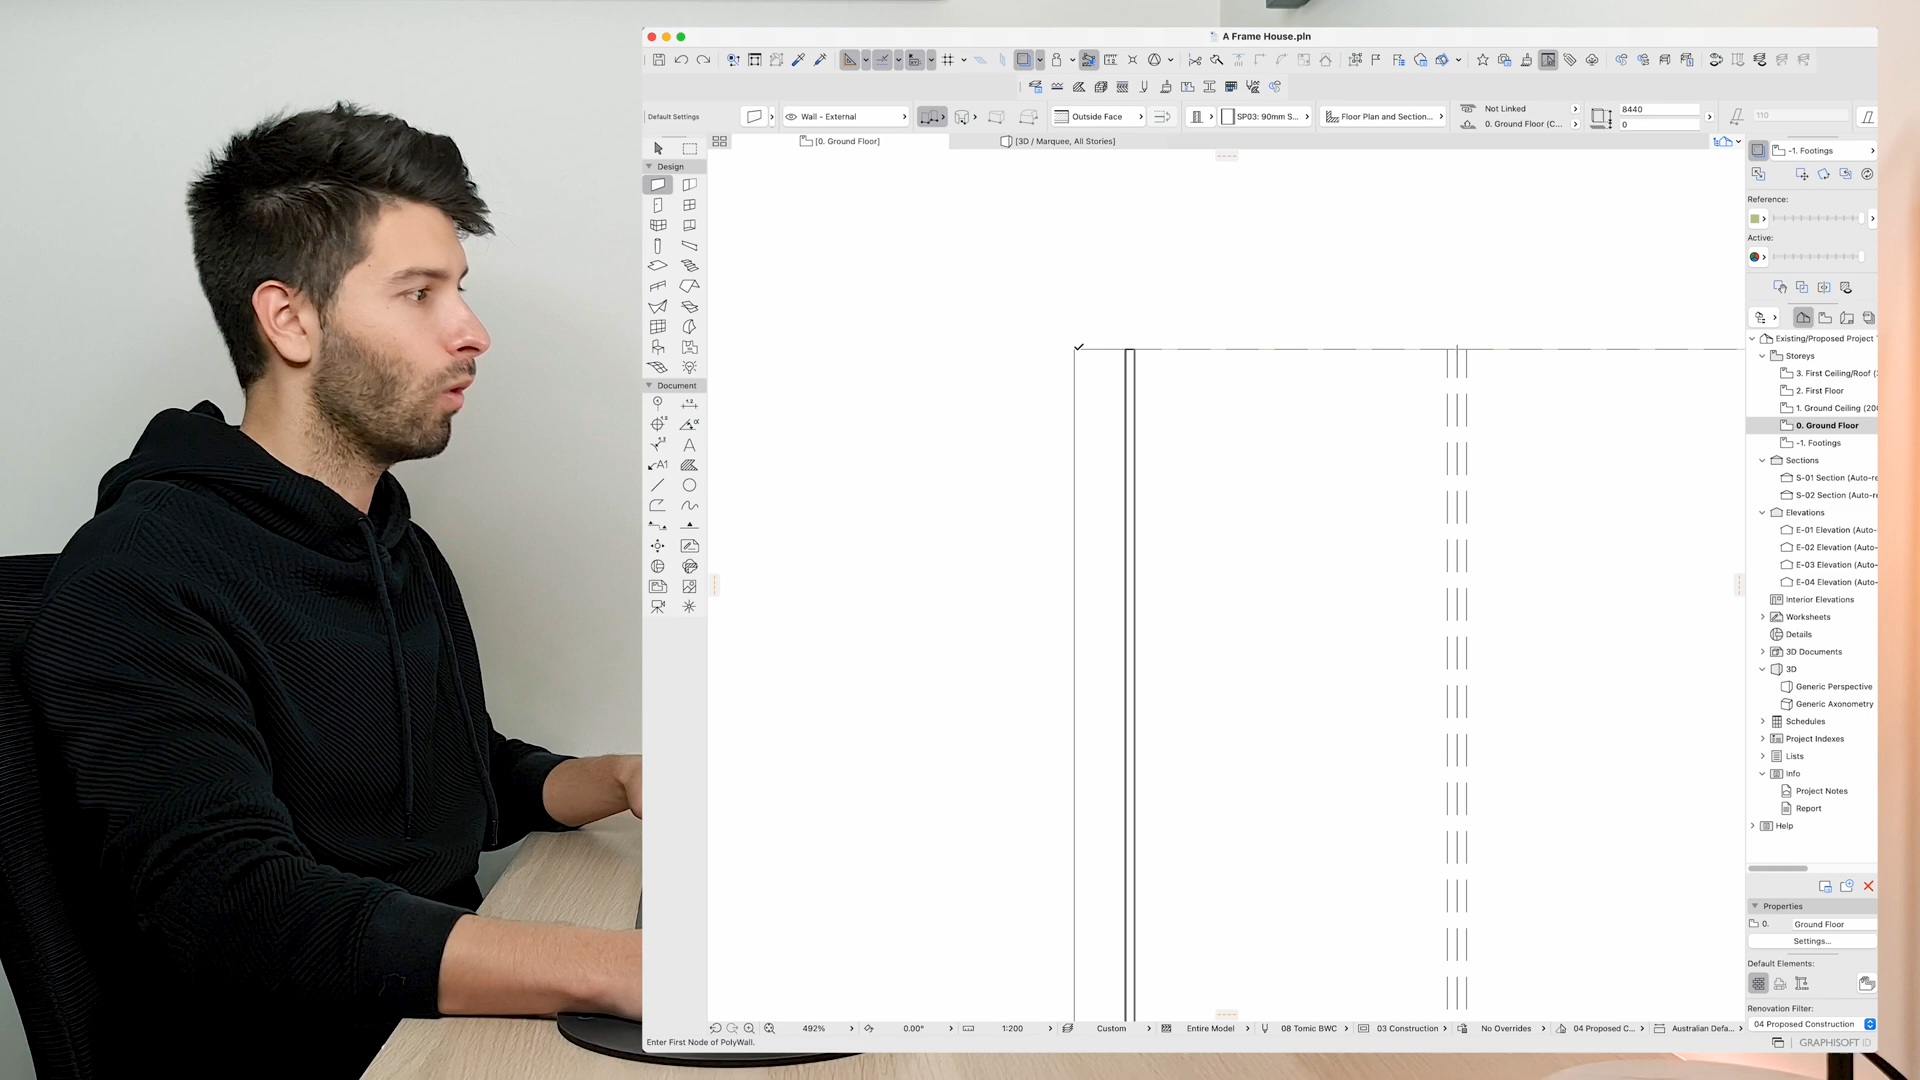 A Frame House.pln
Default Settings
Wall - External
Outside Face
SP03: 90mm S...
Floor Plan and Section...
Not Linked
0. Ground Floor (C...
8440
0
110
[0. Ground Floor]
[3D / Marquee, All Stories]
Design
Document
-1. Footings
Reference:
Active:
Existing/Proposed Project
Storeys
3. First Ceiling/Roof (
2. First Floor
1. Ground Ceiling (20
0. Ground Floor
-1. Footings
Sections
S-01 Section (Auto-re
S-02 Section (Auto-re
Elevations
E-01 Elevation (Auto-
E-02 Elevation (Auto-
E-03 Elevation (Auto-
E-04 Elevation (Auto-
Interior Elevations
Worksheets
Details
3D Documents
3D
Generic Perspective
Generic Axonometry
Schedules
Project Indexes
Lists
Info
Project Notes
Report
Help
Properties
0. Ground Floor
Settings...
Default Elements:
Renovation Filter:
04 Proposed Construction
492%
0.00°
1:200
Custom
Entire Model
08 Tomic BWC
03 Construction
No Overrides
04 Proposed C...
Australian Defa...
Enter First Node of PolyWall.
GRAPHISOFT ID